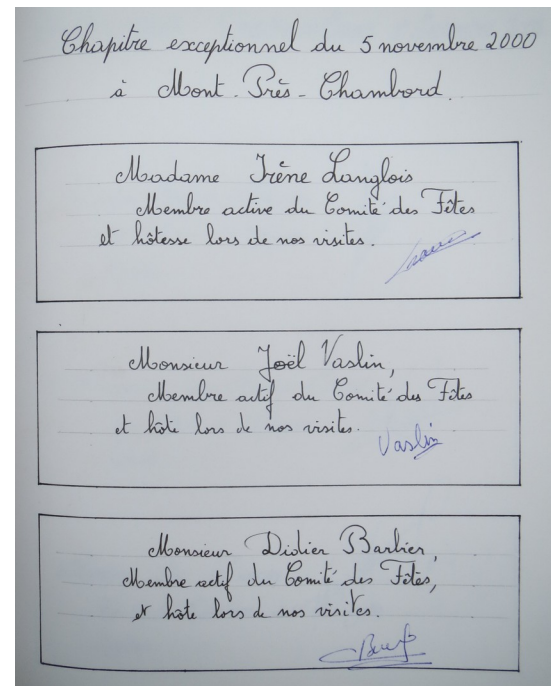 Chapitre exceptionnel du 5 novembre 2000
à Mont-Près-Chambord.
Madame Irène Langlois
Membre active du Comité des Fêtes
et hôtesse lors de nos visites.
Monsieur Joël Vaslin,
Membre actif du Comité des Fêtes
et hôte lors de nos visites.
Vaslin
Monsieur Didier Barbier,
Membre actif du Comité des Fêtes,
et hôte lors de nos visites.